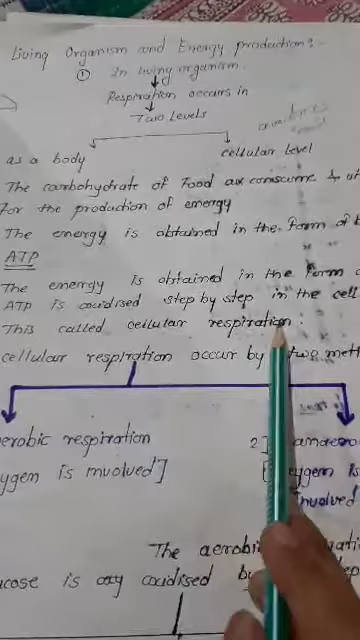 Living Organism and Energy production:-
① In living organism
Respiration occurs in
Two Levels
as a body
cellular level
The carbohydrate of Food are consume &
For the production of energy
The energy is obtained in the form of
ATP
The energy is obtained in the form
ATP is oxidised step by step in the cell
This called cellular respiration.
cellular respiration occur by two
erobic respiration
2] anaero
ygen is involved]
[oxygen is
involved
The aerobic
ucose is oxy oxidised by